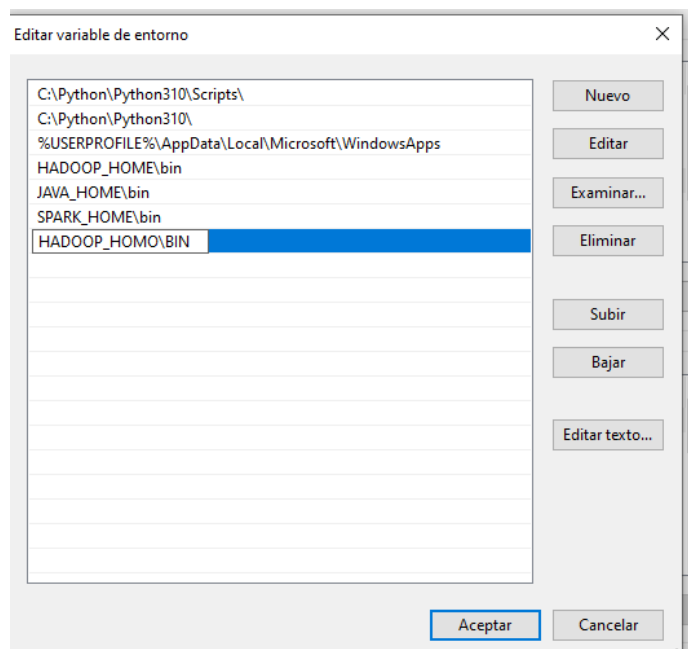 Editar variable de entorno
C:\Python\Python310\Scripts\
C:\Python\Python310\
%USERPROFILE%\AppData\Local\Microsoft\WindowsApps
HADOOP_HOME\bin
JAVA_HOME\bin
SPARK_HOME\bin
HADOOP_HOMO\BIN
Nuevo
Editar
Examinar...
Eliminar
Subir
Bajar
Editar texto...
Aceptar
Cancelar